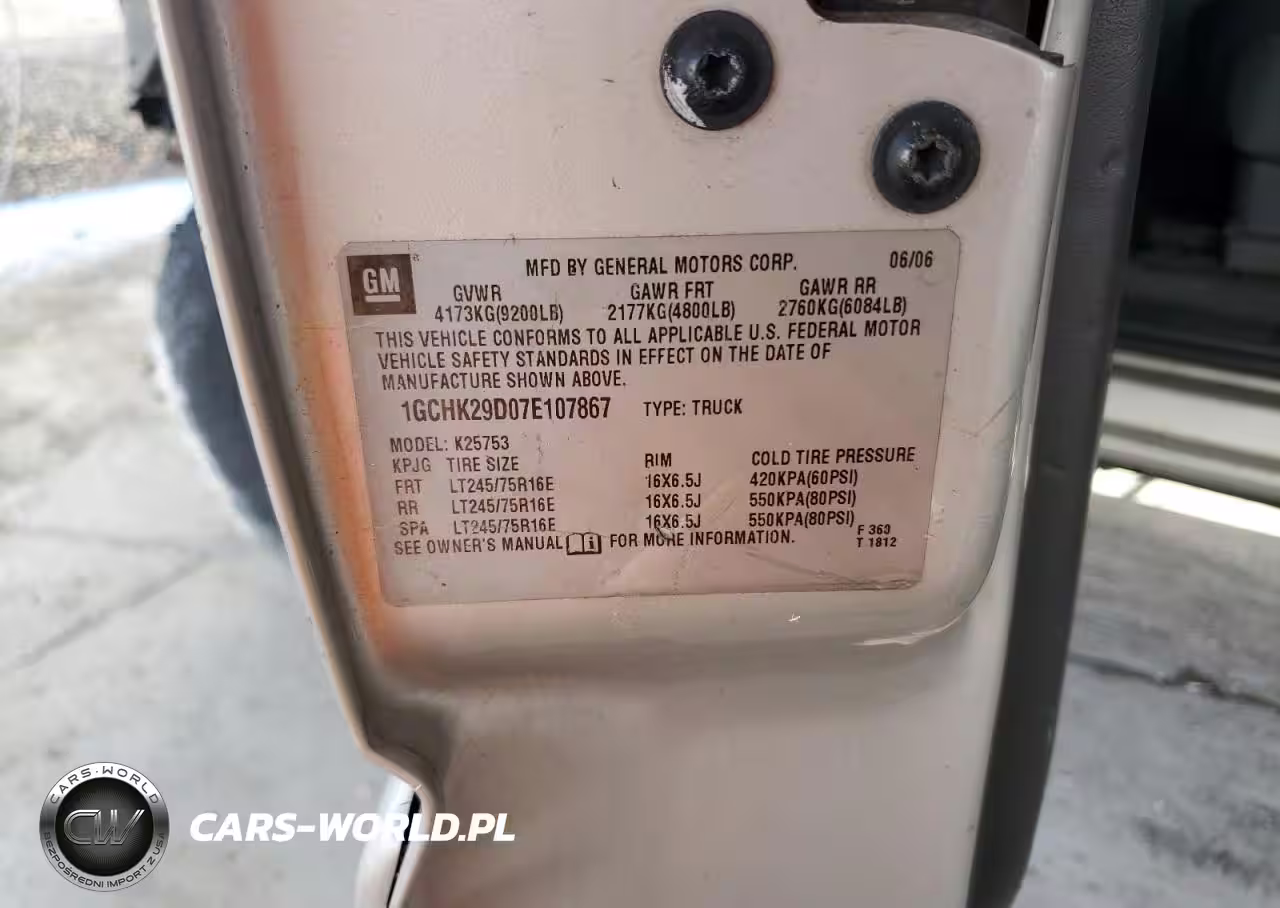 GM
MFD BY GENERAL MOTORS CORP. 06/06
GVWR GAWR FRT GAWR RR
4173KG(9200LB) 2177KG(4800LB) 2760KG(6084LB)
THIS VEHICLE CONFORMS TO ALL APPLICABLE U.S. FEDERAL MOTOR
VEHICLE SAFETY STANDARDS IN EFFECT ON THE DATE OF
MANUFACTURE SHOWN ABOVE.
1GCHK29D07E107867 TYPE: TRUCK
MODEL: K25753
KPJG TIRE SIZE RIM COLD TIRE PRESSURE
FRT LT245/75R16E 16X6.5J 420KPA(60PSI)
RR LT245/75R16E 16X6.5J 550KPA(80PSI)
SPA LT245/75R16E 16X6.5J 550KPA(80PSI)
SEE OWNER'S MANUAL FOR MORE INFORMATION.
F 360
T 1812
CARS-WORLD
CW
BEZPOŚREDNI IMPORT Z USA
CARS-WORLD.PL